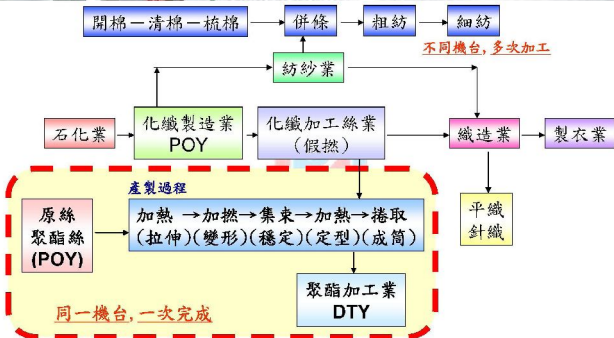 開棉－清棉－梳棉
併條
粗紡
細紡
不同機台, 多次加工
紡紗業
石化業
化纖製造業
POY
化纖加工絲業
(假撚)
織造業
製衣業
產製過程
平織
針織
原絲
聚酯絲
(POY)
加熱 →加撚→集束→加熱→捲取
(拉伸)(變形)(穩定)(定型)(成筒)
聚酯加工業
DTY
同一機台, 一次完成